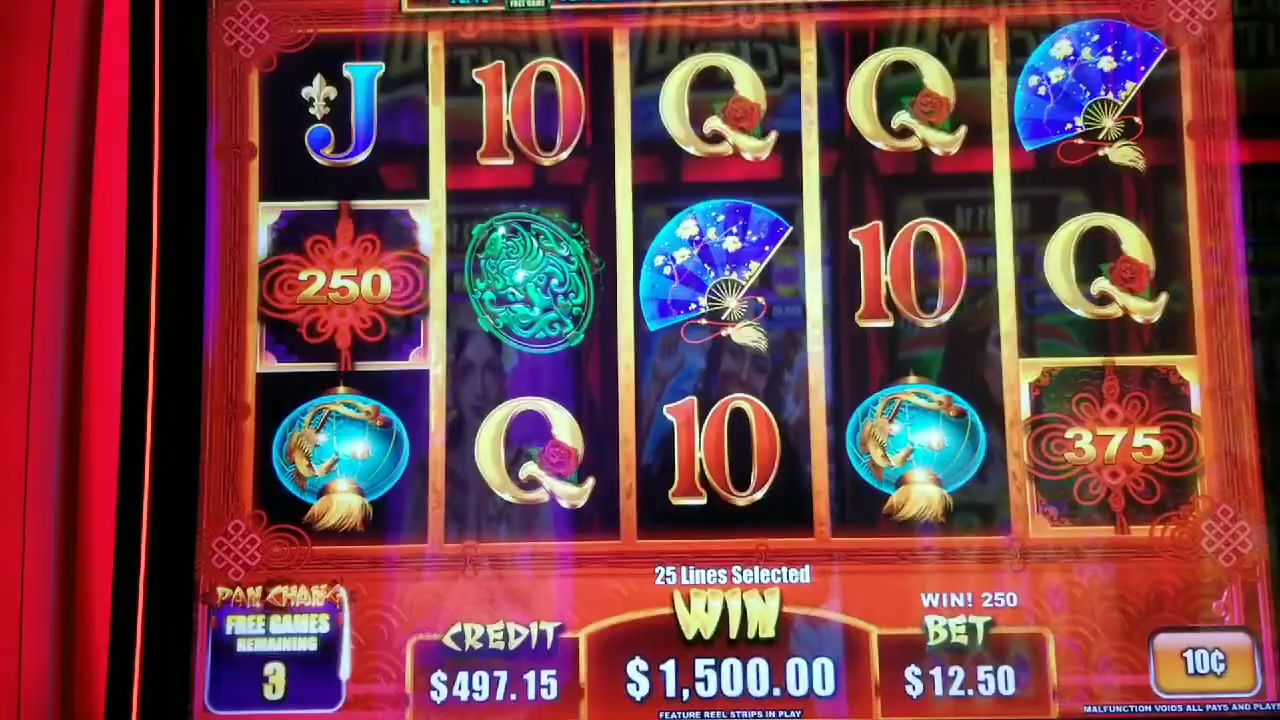 FREE GAME
J 10 Q Q
250 10 Q
Q 10 375
25 Lines Selected
WIN! 250
PAN CHANG
FREE GAMES
REMAINING
3
CREDIT
$497.15
WIN
$1,500.00
BET
$12.50
10¢
FEATURE REEL STRIPS IN PLAY
MALFUNCTION VOIDS ALL PAYS AND PLAYS